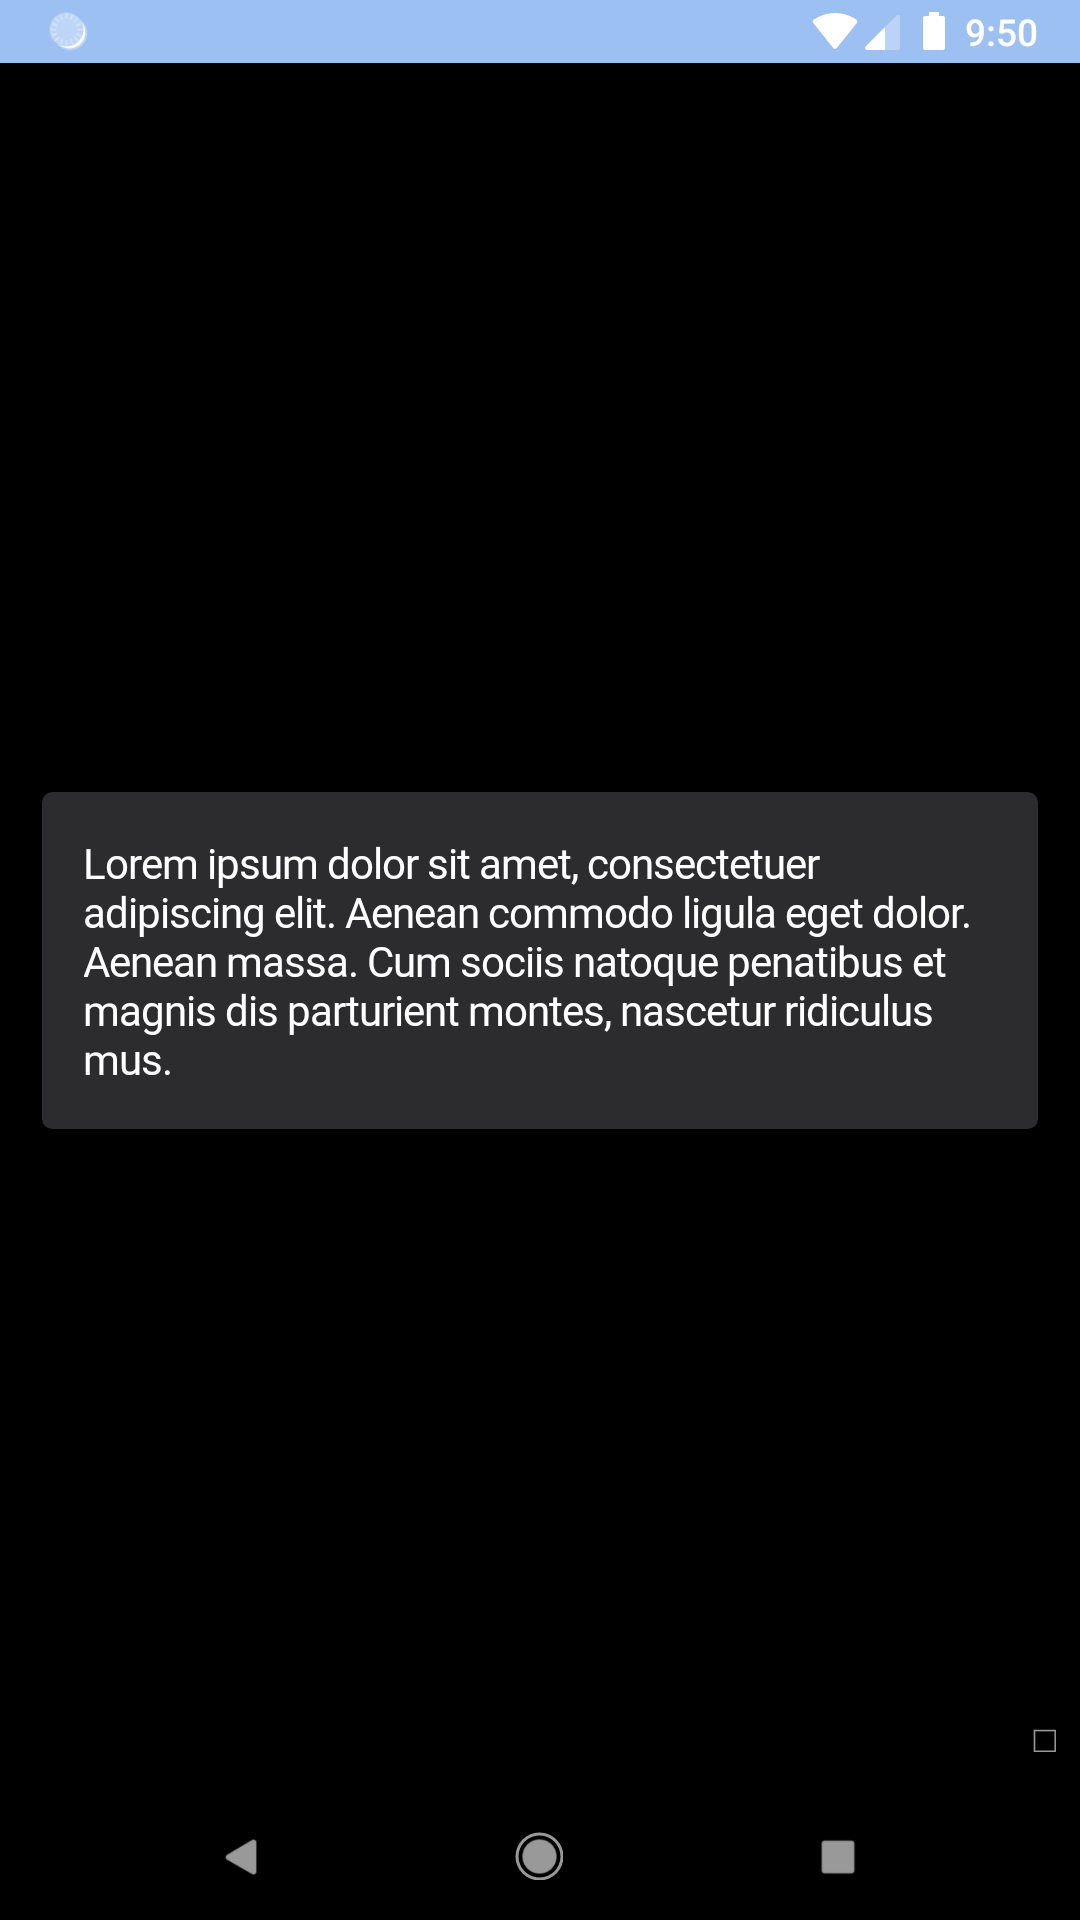 9:50
Lorem ipsum dolor sit amet, consectetuer
adipiscing elit. Aenean commodo ligula eget dolor.
Aenean massa. Cum sociis natoque penatibus et
magnis dis parturient montes, nascetur ridiculus
mus.